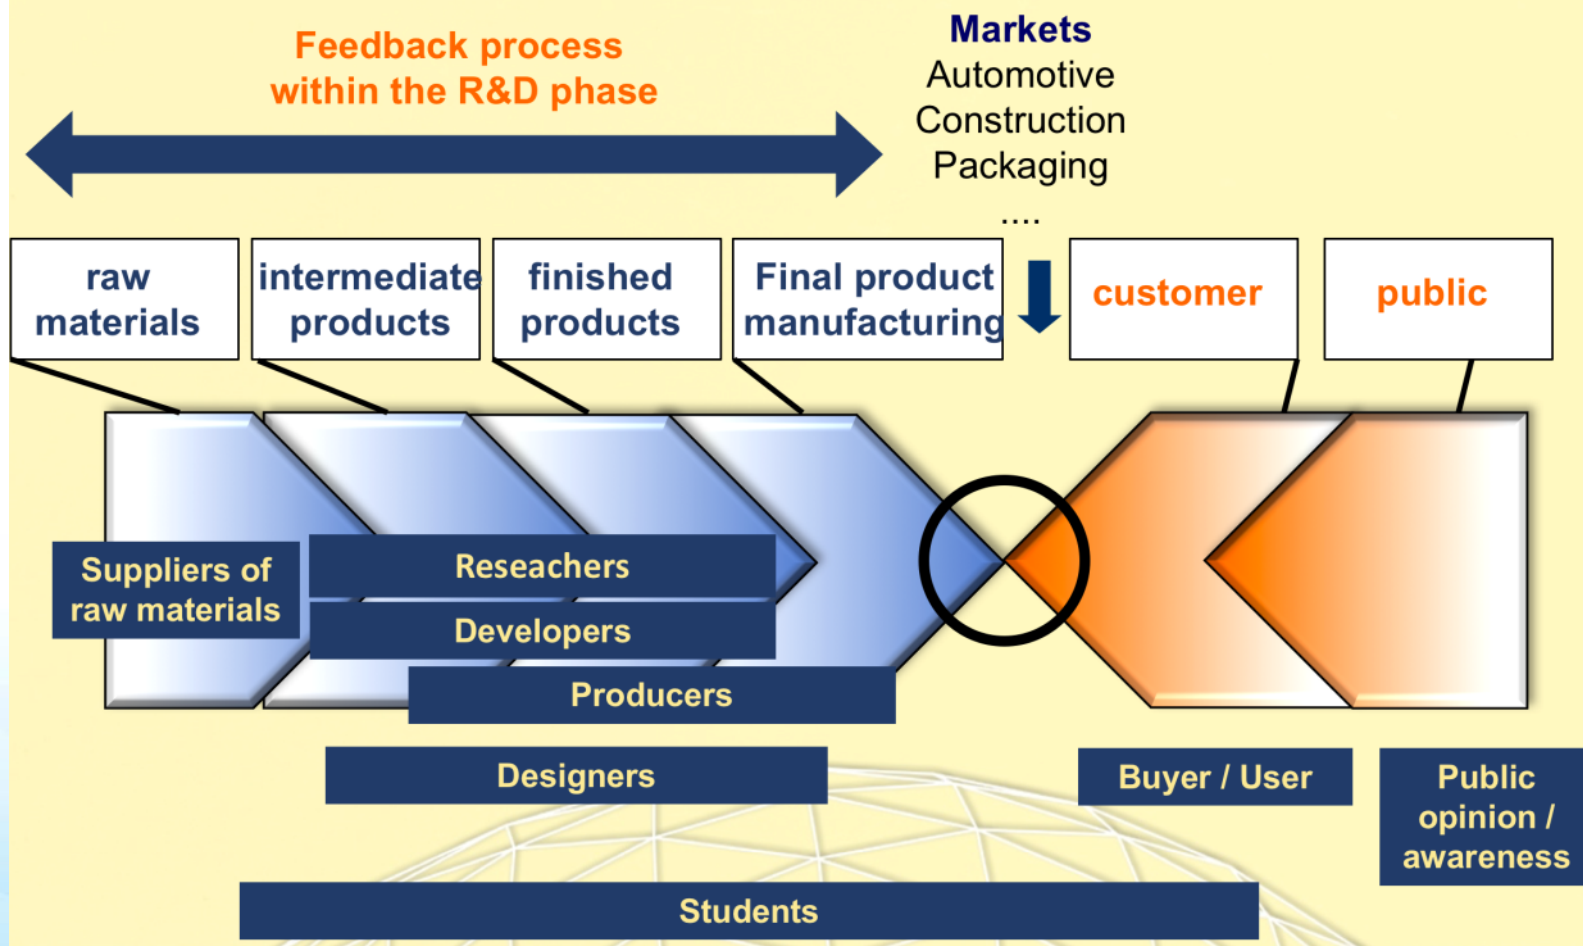 Feedback process
within the R&D phase
Markets
Automotive
Construction
Packaging
....
raw
materials
intermediate
products
finished
products
Final product
manufacturing
customer
public
Suppliers of
raw materials
Reseachers
Developers
Producers
Designers
Buyer / User
Public
opinion /
awareness
Students